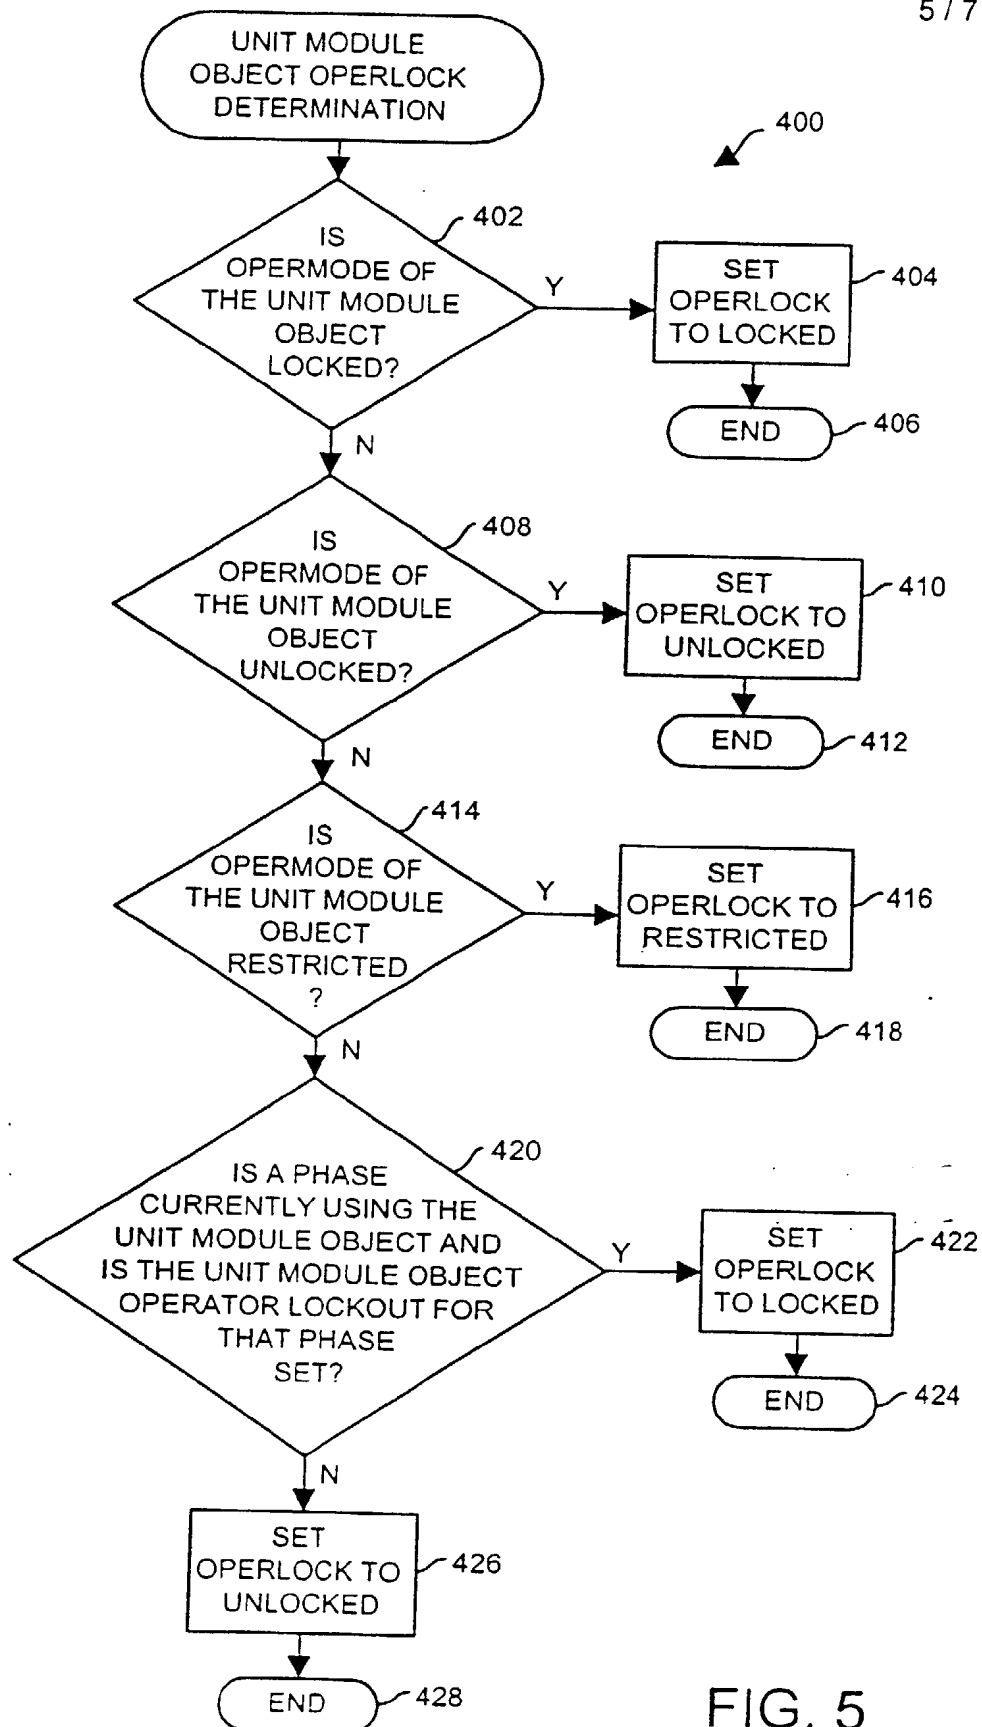 5 / 7
UNIT MODULE
OBJECT OPERLOCK
DETERMINATION
400
IS
OPERMODE OF
THE UNIT MODULE
OBJECT
LOCKED?
402
Y
SET
OPERLOCK
TO LOCKED
404
END
406
N
IS
OPERMODE OF
THE UNIT MODULE
OBJECT
UNLOCKED?
408
Y
SET
OPERLOCK TO
UNLOCKED
410
END
412
N
IS
OPERMODE OF
THE UNIT MODULE
OBJECT
RESTRICTED
?
414
Y
SET
OPERLOCK TO
RESTRICTED
416
END
418
N
IS A PHASE
CURRENTLY USING THE
UNIT MODULE OBJECT AND
IS THE UNIT MODULE OBJECT
OPERATOR LOCKOUT FOR
THAT PHASE
SET?
420
Y
SET
OPERLOCK
TO LOCKED
422
END
424
N
SET
OPERLOCK TO
UNLOCKED
426
END
428
FIG. 5